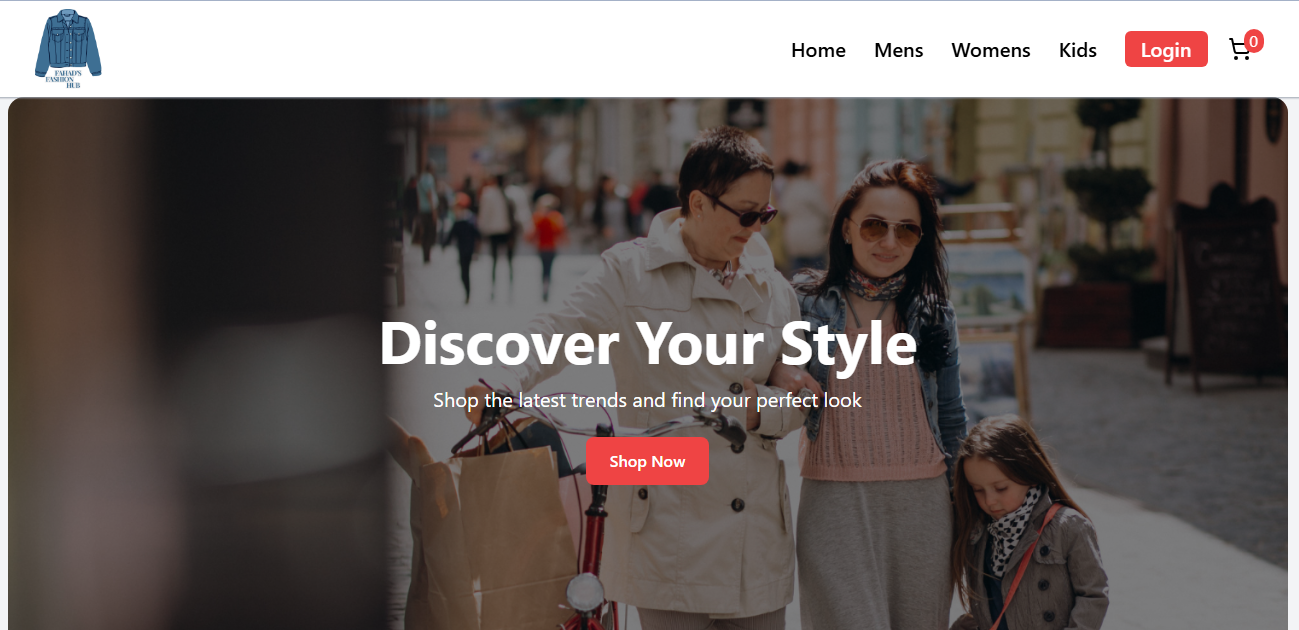 FAHAD'S
FASHION
HUB
Home Mens Womens Kids Login 0
Discover Your Style
Shop the latest trends and find your perfect look
Shop Now